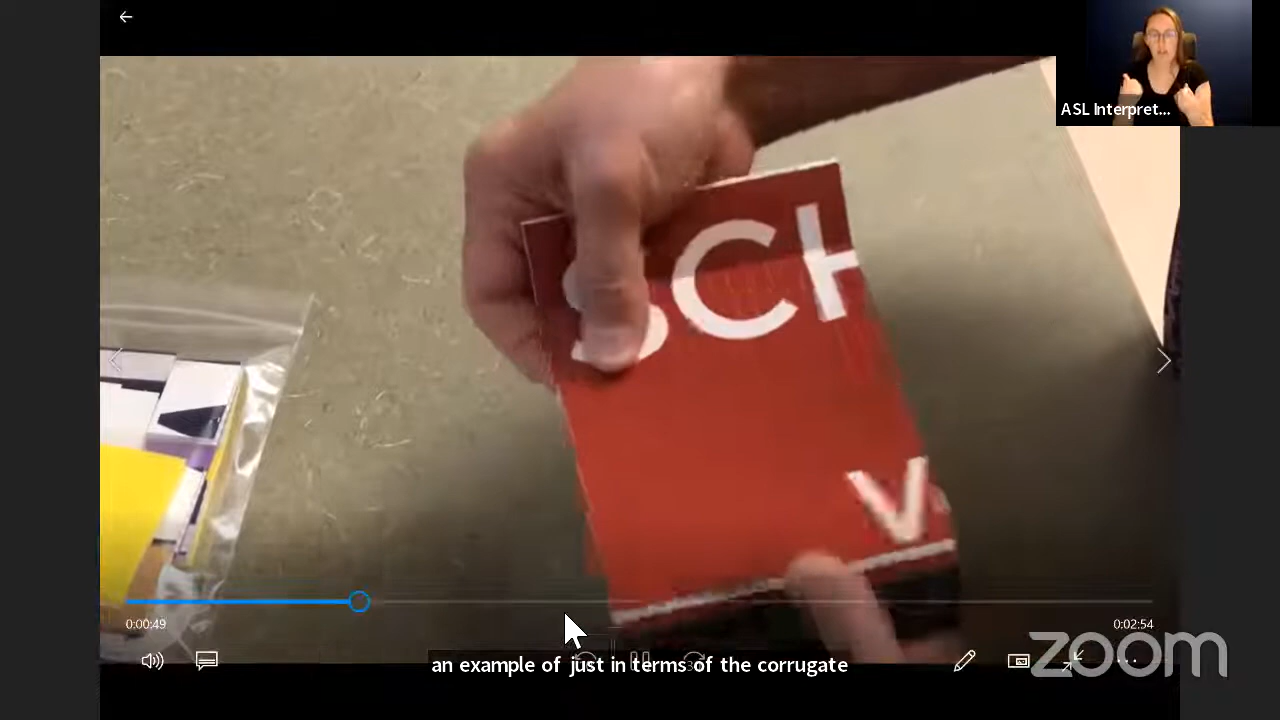 ASL Interpret...
SCH
V
0:00:49
0:02:54
an example of just in terms of the corrugate
zoom